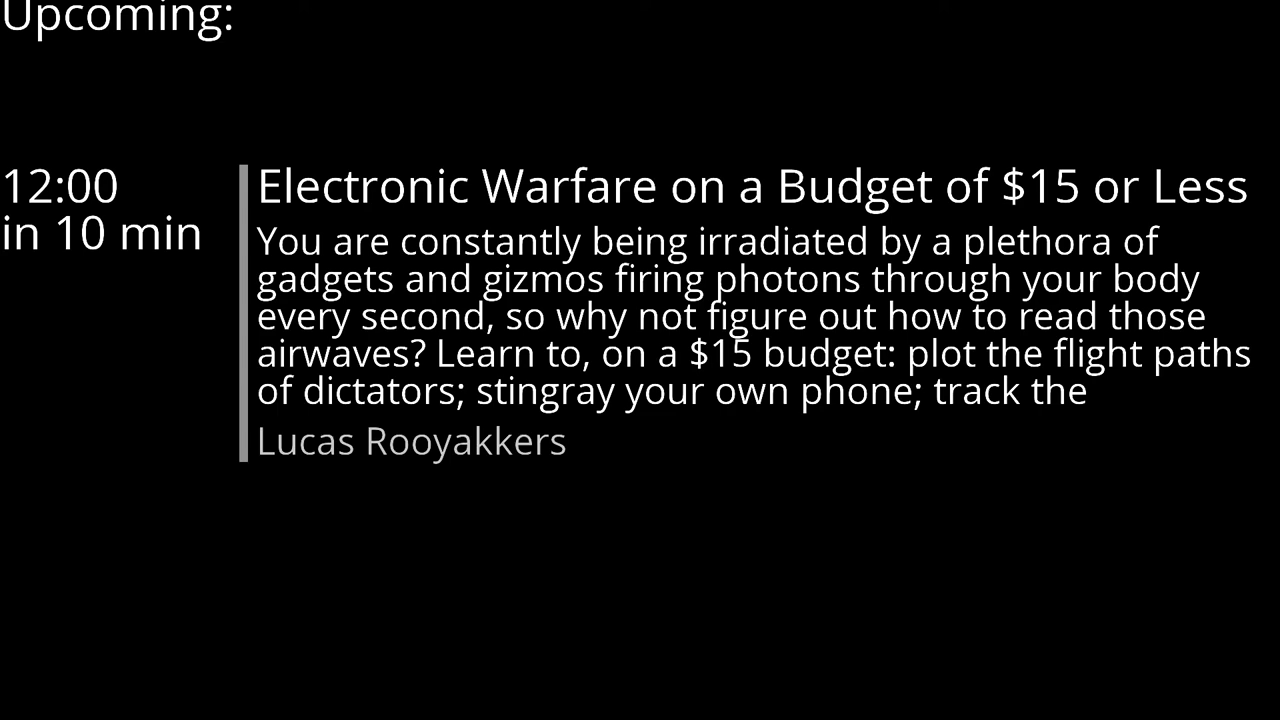 Upcoming:
12:00
in 10 min
Electronic Warfare on a Budget of $15 or Less
You are constantly being irradiated by a plethora of
gadgets and gizmos firing photons through your body
every second, so why not figure out how to read those
airwaves? Learn to, on a $15 budget: plot the flight paths
of dictators; stingray your own phone; track the
Lucas Rooyakkers